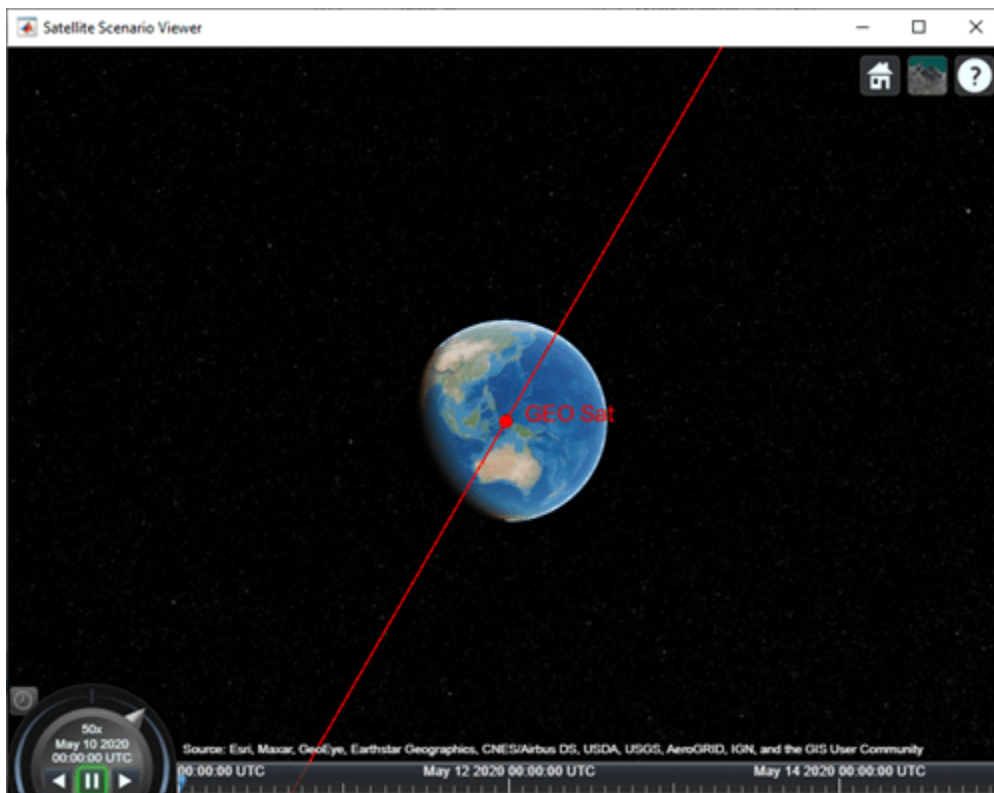 Satellite Scenario Viewer
?
GEO Sat
50x
May 10 2020
00:00:00 UTC
Source: Esri, Maxar, GeoEye, Earthstar Geographics, CNES/Airbus DS, USDA, USGS, AeroGRID, IGN, and the GIS User Community
00:00:00 UTC
May 12 2020 00:00:00 UTC
May 14 2020 00:00:00 UTC